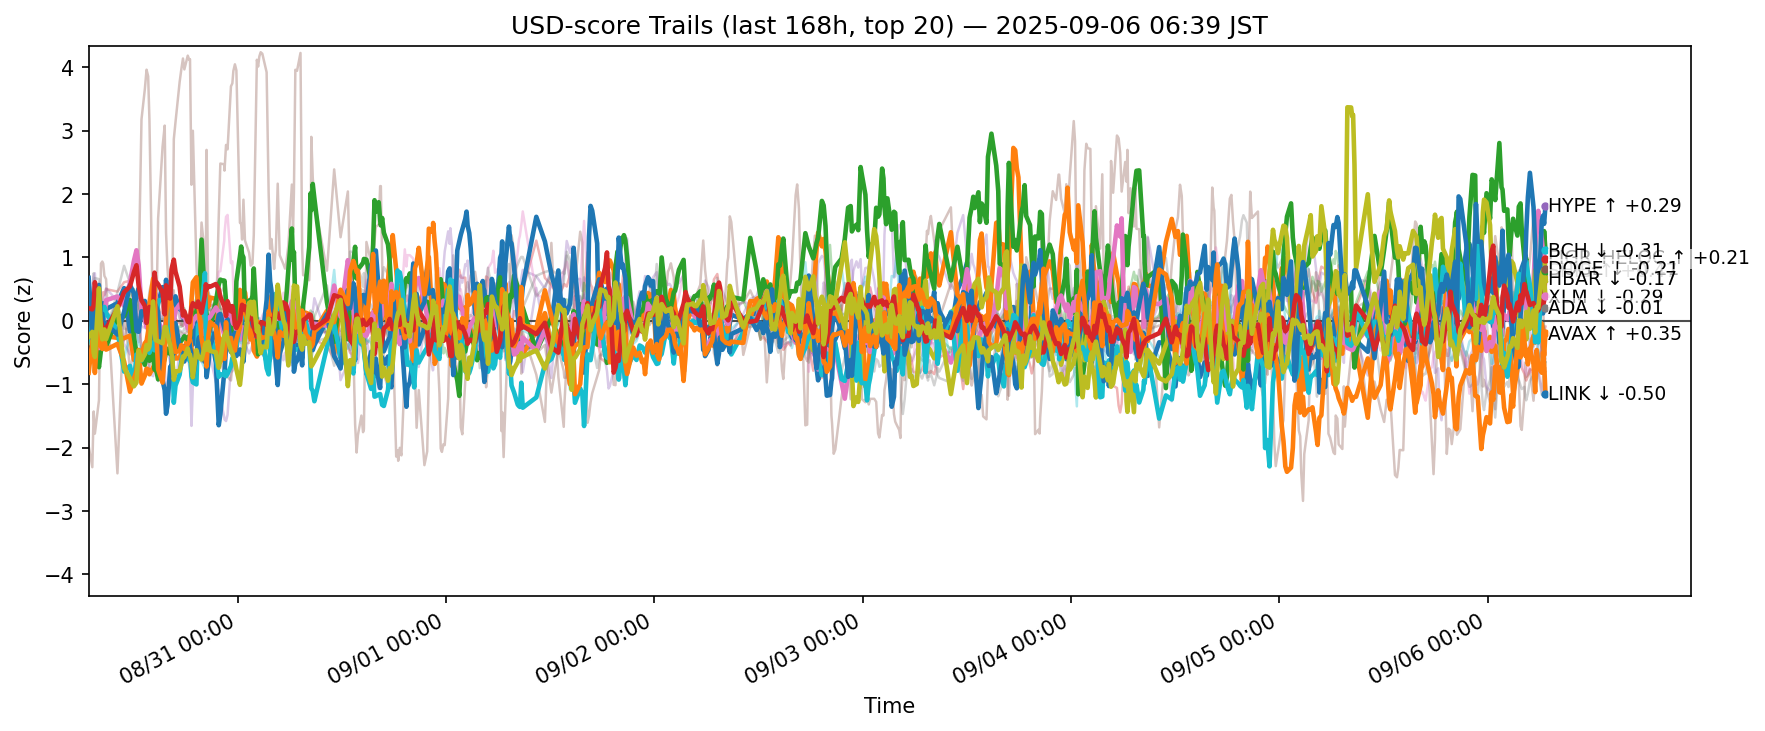 USD-score Trails (last 168h, top 20) — 2025-09-06 06:39 JST
4
3
2
1
0
−1
−2
−3
−4
Score (z)
HYPE ↑ +0.29
BCH ↓ -0.31
↑ +0.21
DOGE ↓ -0.21
HBAR ↓ -0.17
XLM ↓ -0.29
ADA ↓ -0.01
AVAX ↑ +0.35
LINK ↓ -0.50
08/31 00:00
09/01 00:00
09/02 00:00
09/03 00:00
09/04 00:00
09/05 00:00
09/06 00:00
Time